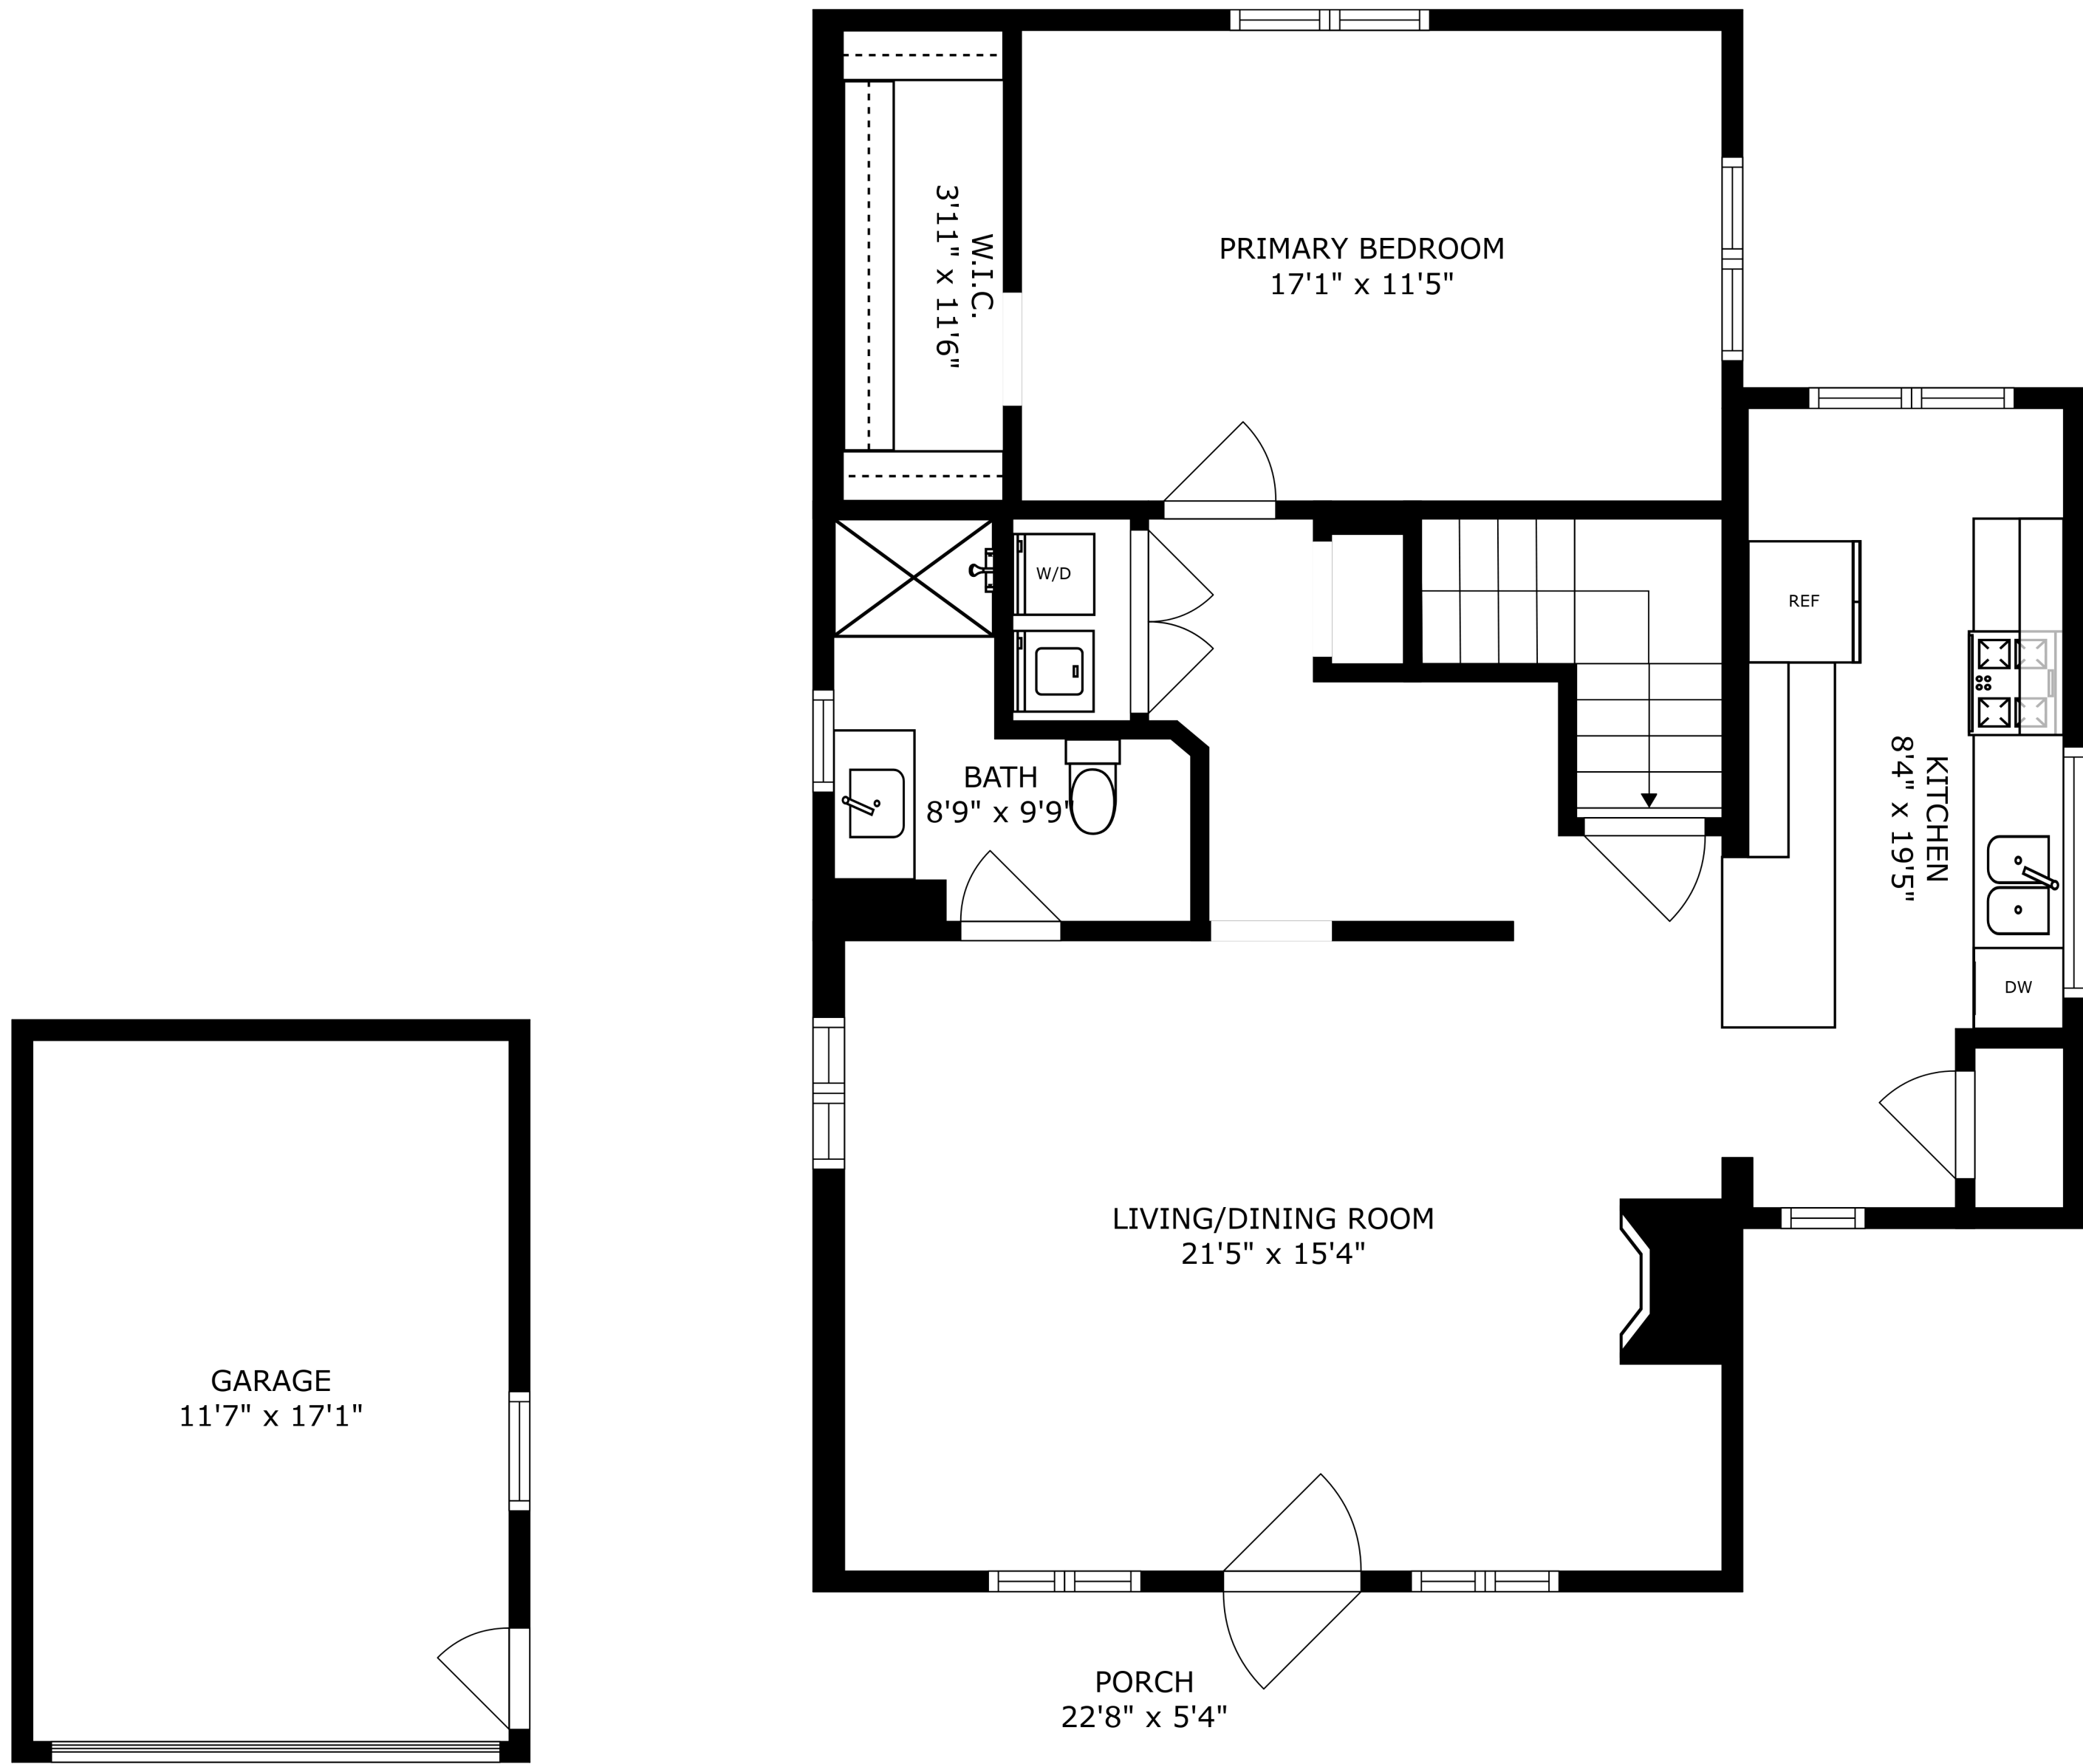 PRIMARY BEDROOM
17'1" x 11'5"
W.I.C.
3'11" x 11'6"
W/D
REF
BATH
8'9" x 9'9"
KITCHEN
8'4" x 19'5"
DW
LIVING/DINING ROOM
21'5" x 15'4"
GARAGE
11'7" x 17'1"
PORCH
22'8" x 5'4"